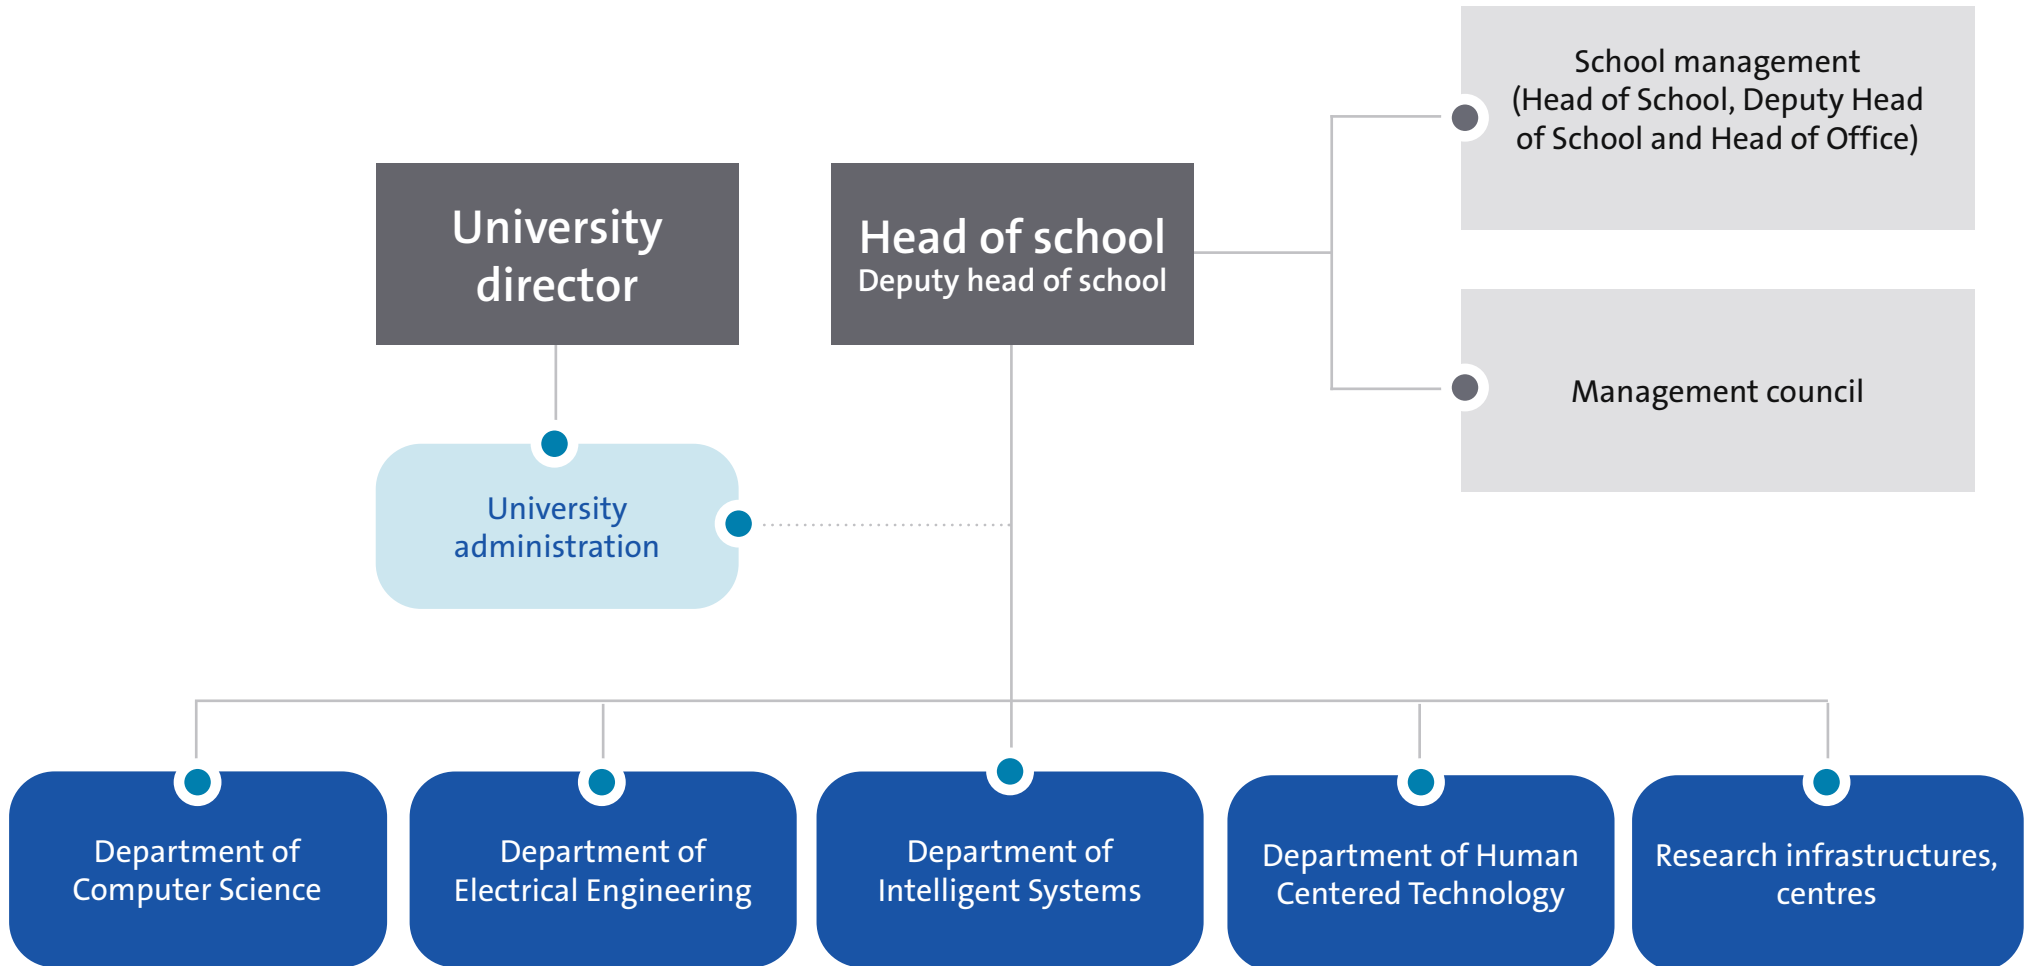 School management
(Head of School, Deputy Head
of School and Head of Office)
University
director
Head of school
Deputy head of school
Management council
University
administration
Department of
Computer Science
Department of
Electrical Engineering
Department of
Intelligent Systems
Department of Human
Centered Technology
Research infrastructures,
centres